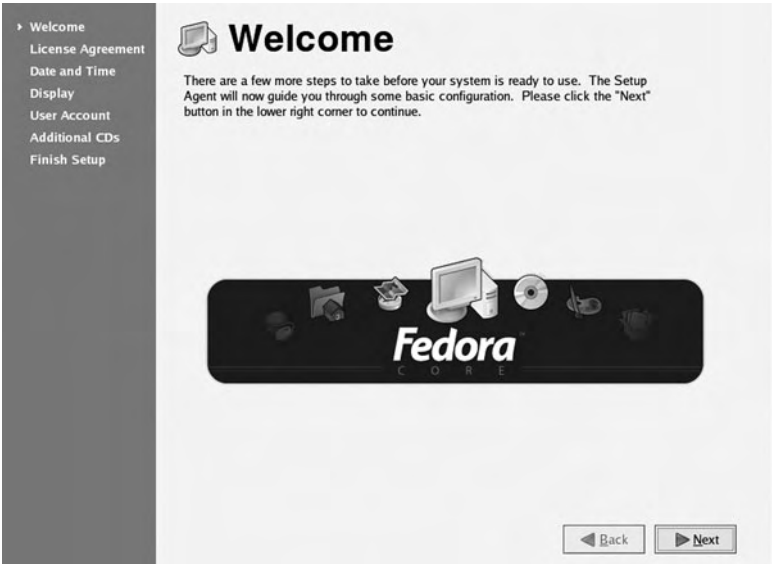 Welcome
License Agreement
Date and Time
Display
User Account
Additional CDs
Finish Setup
Welcome
There are a few more steps to take before your system is ready to use. The Setup
Agent will now guide you through some basic configuration. Please click the "Next"
button in the lower right corner to continue.
Fedora™
CORE
Back
Next